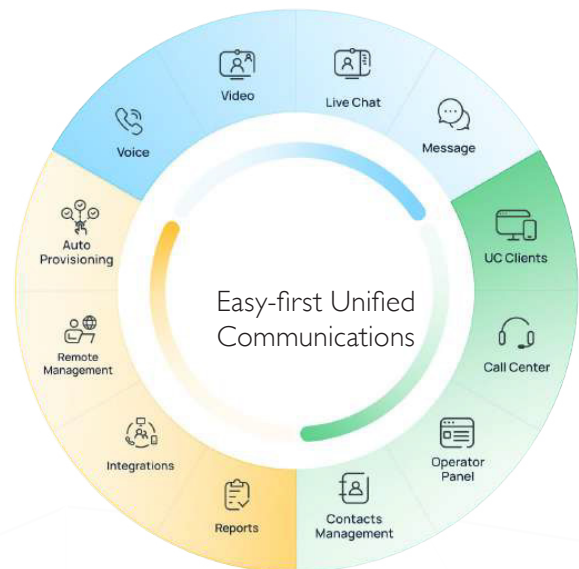 Video
Live Chat
Voice
Message
Auto
Provisioning
UC Clients
Easy-first Unified
Communications
Remote
Management
Call Center
Integrations
Operator
Panel
Reports
Contacts
Management